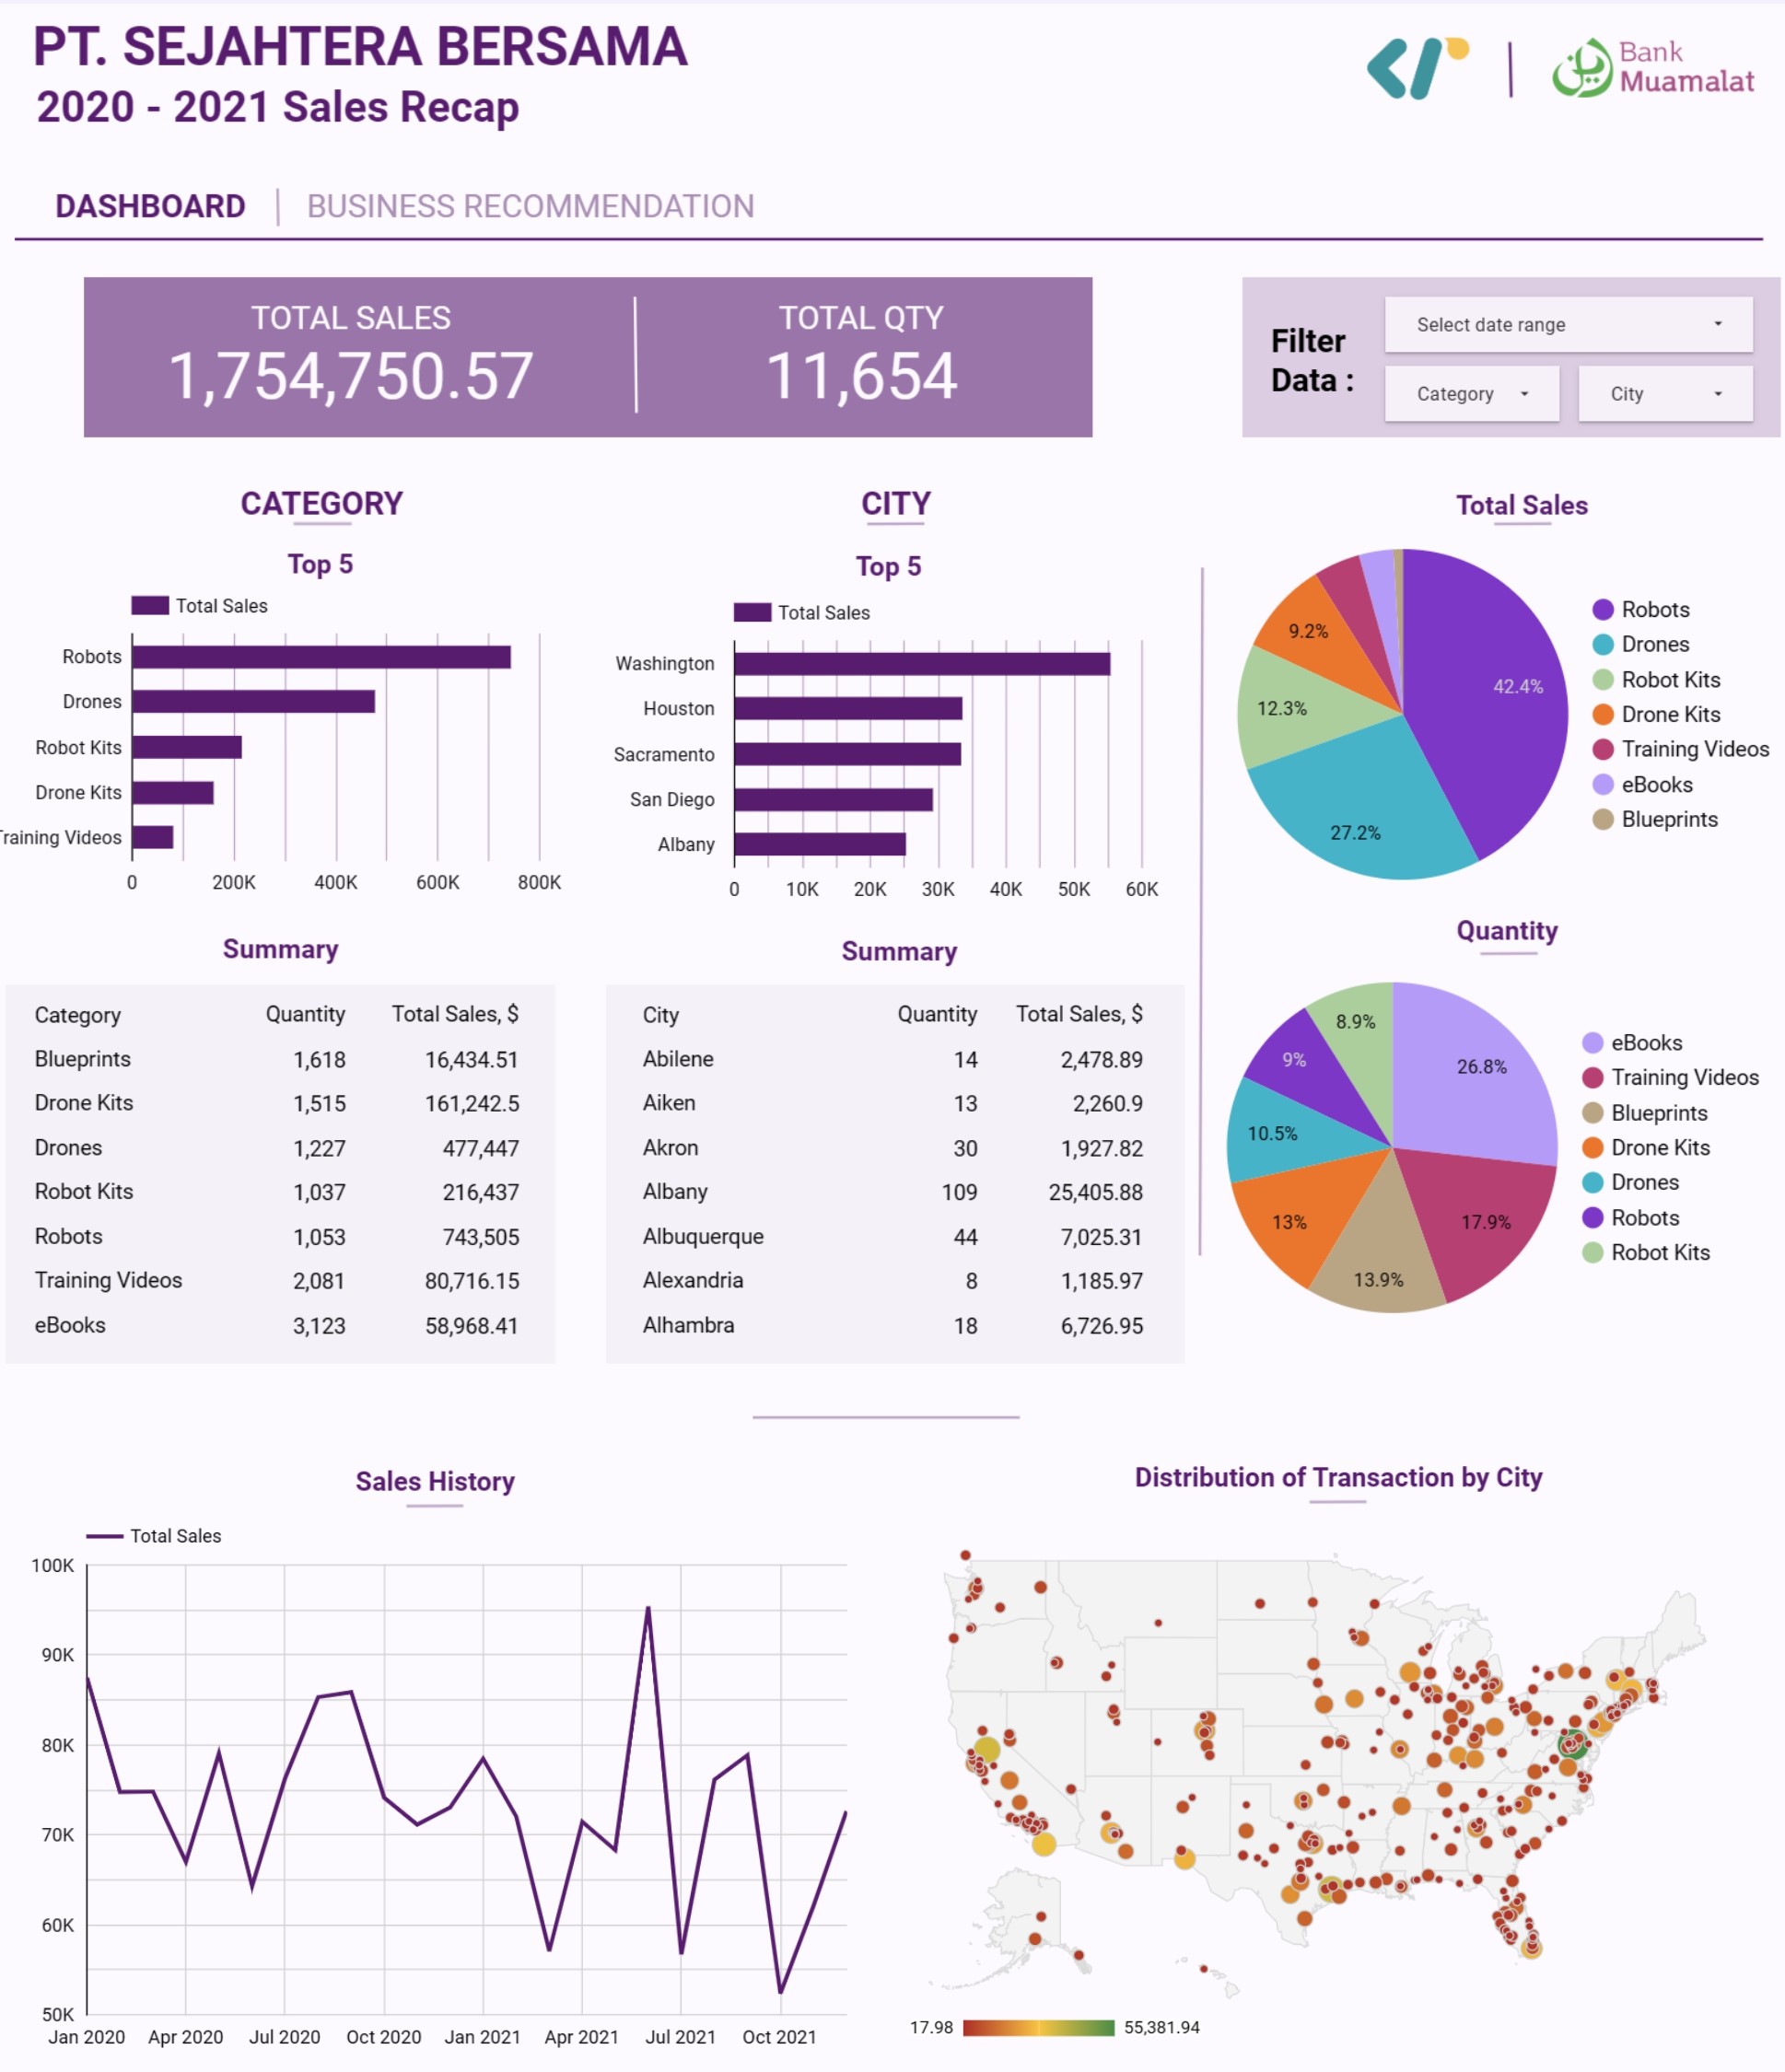 PT. SEJAHTERA BERSAMA
2020 - 2021 Sales Recap
Bank
Muamalat
DASHBOARD
BUSINESS RECOMMENDATION
TOTAL SALES
1,754,750.57
TOTAL QTY
11,654
Filter
Data :
Select date range
Category
City
CATEGORY
Top 5
Total Sales
Robots
Drones
Robot Kits
Drone Kits
Training Videos
0 200K 400K 600K 800K
CITY
Top 5
Total Sales
Washington
Houston
Sacramento
San Diego
Albany
0 10K 20K 30K 40K 50K 60K
Total Sales
42.4%
27.2%
12.3%
9.2%
Robots
Drones
Robot Kits
Drone Kits
Training Videos
eBooks
Blueprints
Summary
Category Quantity Total Sales, $
Blueprints 1,618 16,434.51
Drone Kits 1,515 161,242.5
Drones 1,227 477,447
Robot Kits 1,037 216,437
Robots 1,053 743,505
Training Videos 2,081 80,716.15
eBooks 3,123 58,968.41
Summary
City Quantity Total Sales, $
Abilene 14 2,478.89
Aiken 13 2,260.9
Akron 30 1,927.82
Albany 109 25,405.88
Albuquerque 44 7,025.31
Alexandria 8 1,185.97
Alhambra 18 6,726.95
Quantity
26.8%
17.9%
13.9%
13%
10.5%
9%
8.9%
eBooks
Training Videos
Blueprints
Drone Kits
Drones
Robots
Robot Kits
Sales History
Total Sales
100K
90K
80K
70K
60K
50K
Jan 2020 Apr 2020 Jul 2020 Oct 2020 Jan 2021 Apr 2021 Jul 2021 Oct 2021
Distribution of Transaction by City
17.98 55,381.94